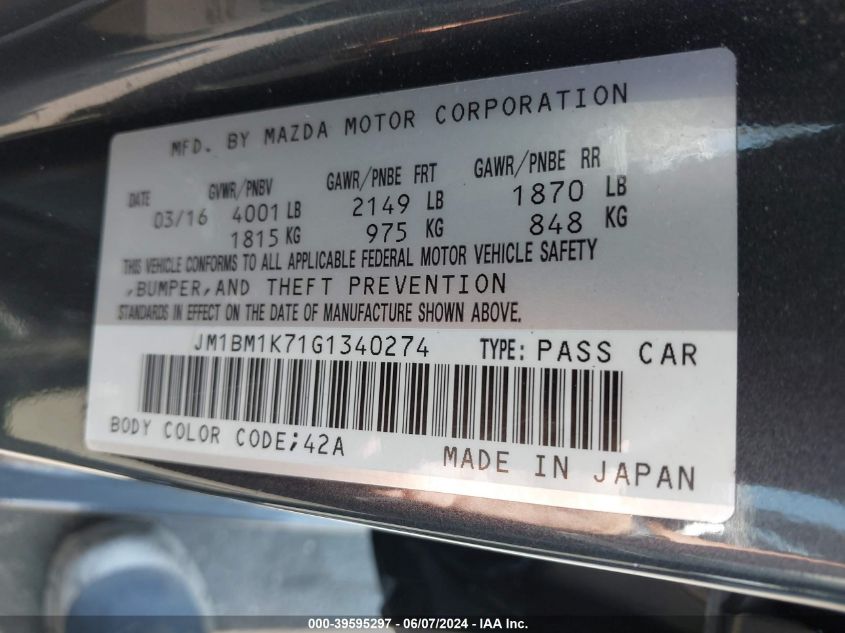 MFD. BY MAZDA MOTOR CORPORATION
DATE GVWR/PNBV GAWR/PNBE FRT GAWR/PNBE RR
03/16 4001 LB 2149 LB 1870 LB
1815 KG 975 KG 848 KG
THIS VEHICLE CONFORMS TO ALL APPLICABLE FEDERAL MOTOR VEHICLE SAFETY
,BUMPER,AND THEFT PREVENTION
STANDARDS IN EFFECT ON THE DATE OF MANUFACTURE SHOWN ABOVE.
JM1BM1K71G1340274 TYPE: PASS CAR
BODY COLOR CODE;42A
MADE IN JAPAN
000-39595297 - 06/07/2024 - IAA Inc.